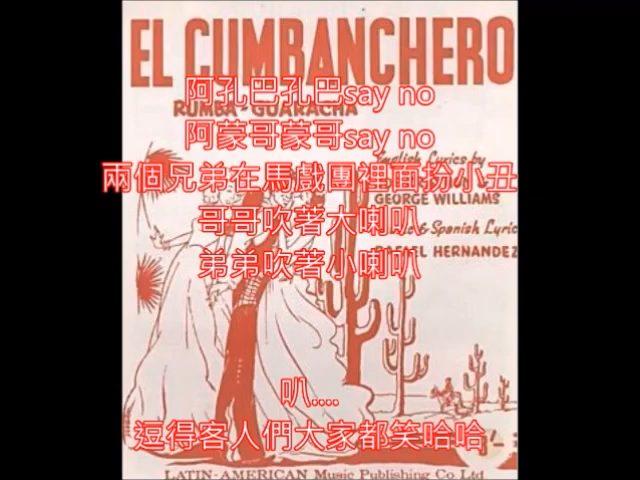 EL CUMBANCHERO
阿孔巴孔巴say no
RUMBA-GUARACHA
阿蒙哥蒙哥say no
English Lyrics by
兩個兄弟在馬戲團裡面扮小丑
GEORGE WILLIAMS
哥哥吹著大喇叭
& Spanish Lyric
弟弟吹著小喇叭
RAFAEL HERNANDEZ
叭....
逗得客人們大家都笑哈哈
LATIN-AMERICAN Music Publishing Co Ltd